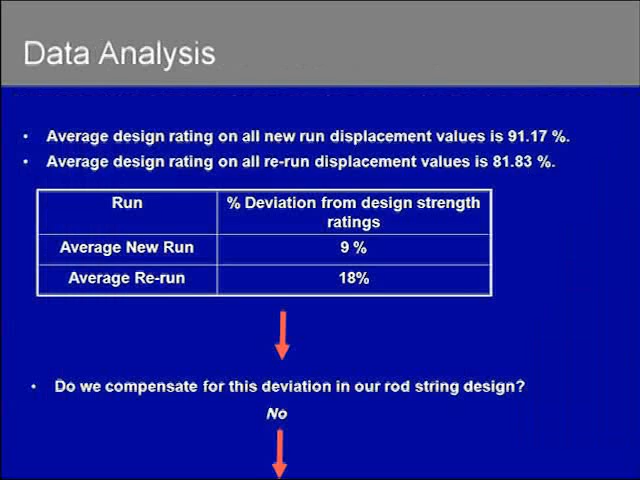 Data Analysis
• Average design rating on all new run displacement values is 91.17 %.
• Average design rating on all re-run displacement values is 81.83 %.
Run
% Deviation from design strength
ratings
Average New Run
9 %
Average Re-run
18%
• Do we compensate for this deviation in our rod string design?
No